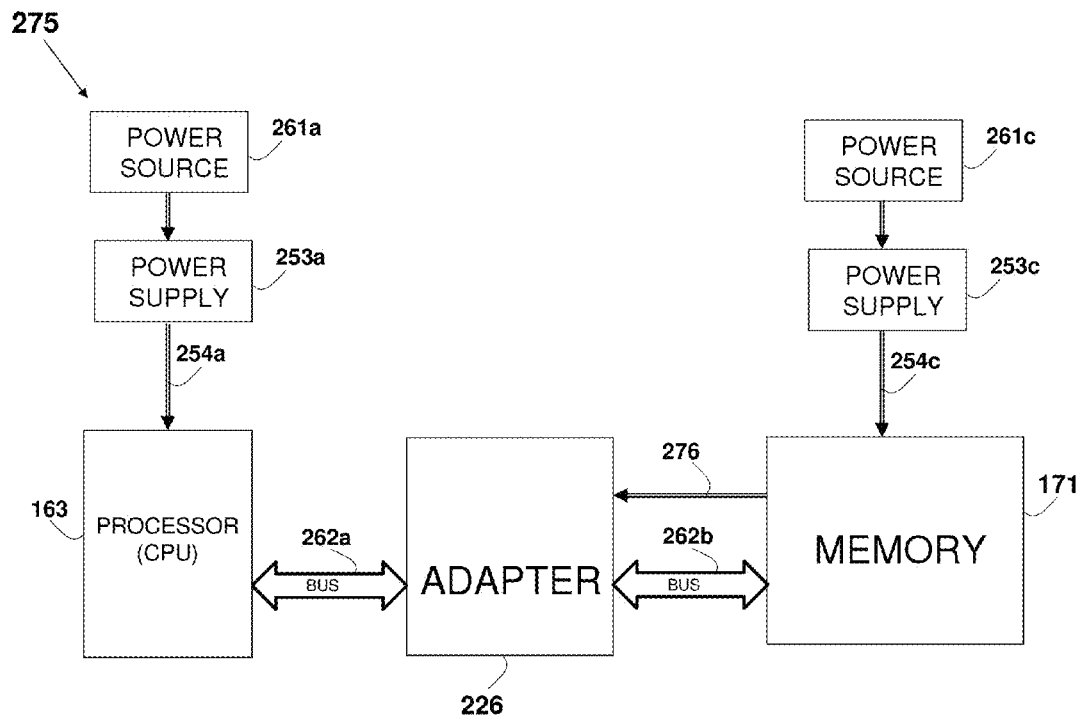 275
POWER
SOURCE
261a
POWER
SOURCE
261c
POWER
SUPPLY
253a
POWER
SUPPLY
253c
254a
254c
163
PROCESSOR
(CPU)
262a
BUS
ADAPTER
226
276
262b
BUS
MEMORY
171